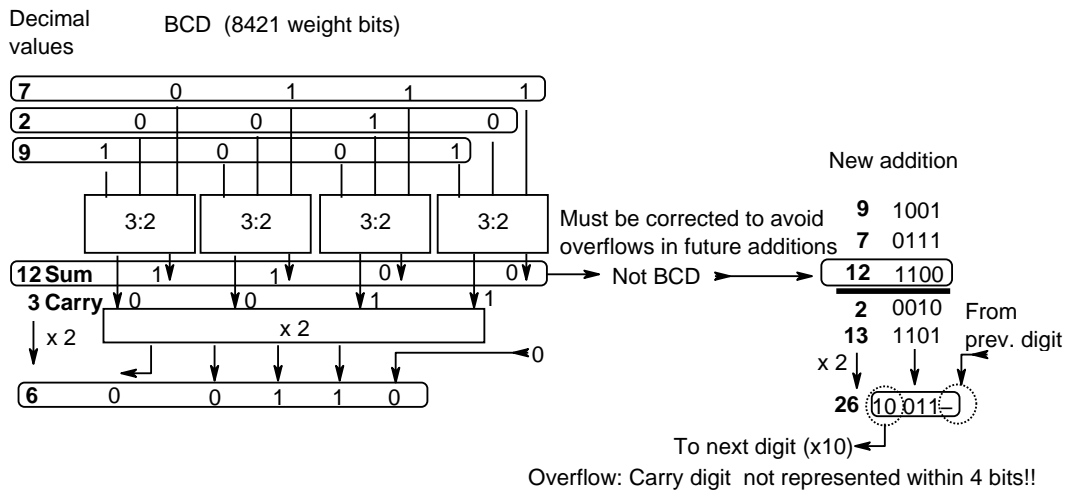 Decimal
values
BCD (8421 weight bits)
7 0 1 1 1
2 0 0 1 0
9 1 0 0 1
3:2 3:2 3:2 3:2
12 Sum 1 1 0 0
3 Carry 0 0 1 1
x 2
x 2
0
6 0 0 1 1 0
Must be corrected to avoid
overflows in future additions
Not BCD
New addition
9 1001
7 0111
12 1100
2 0010
13 1101
From
prev. digit
x 2
26 10 011–
To next digit (x10)
Overflow: Carry digit not represented within 4 bits!!